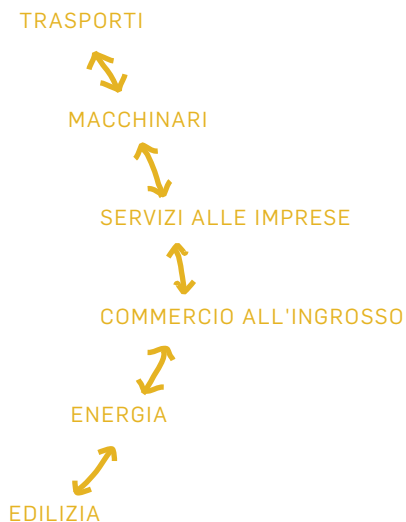 TRASPORTI
MACCHINARI
SERVIZI ALLE IMPRESE
COMMERCIO ALL'INGROSSO
ENERGIA
EDILIZIA